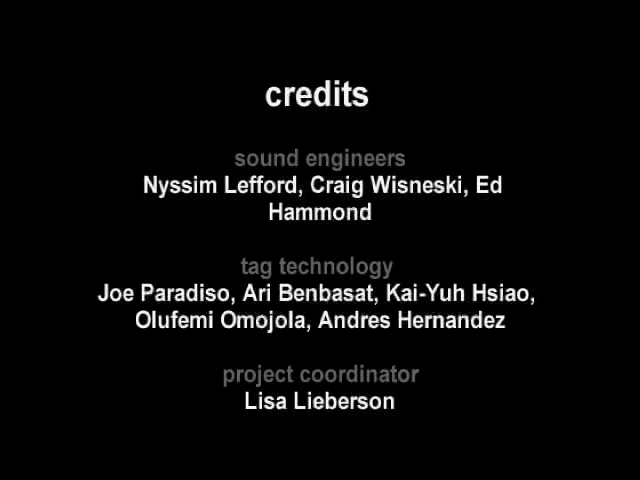 credits
sound engineers
Nyssim Lefford, Craig Wisneski, Ed
Hammond
tag technology
Joe Paradiso, Ari Benbasat, Kai-Yuh Hsiao,
Olufemi Omojola, Andres Hernandez
project coordinator
Lisa Lieberson